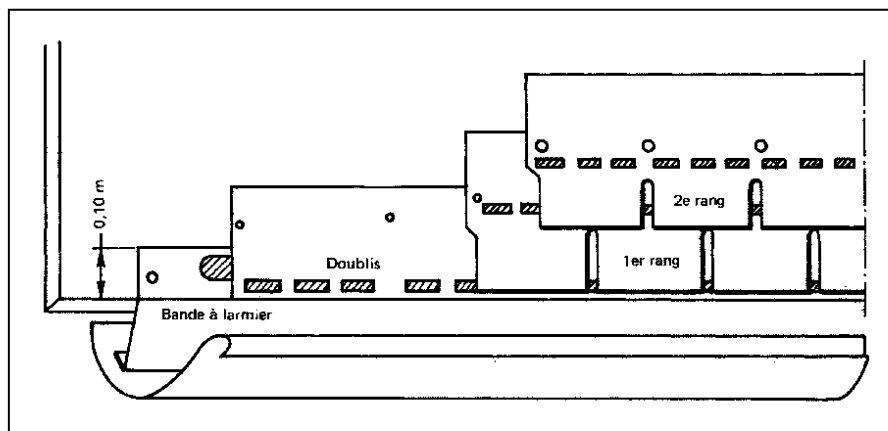 2e rang
0,10 m
Doublis
1er rang
Bande à larmier